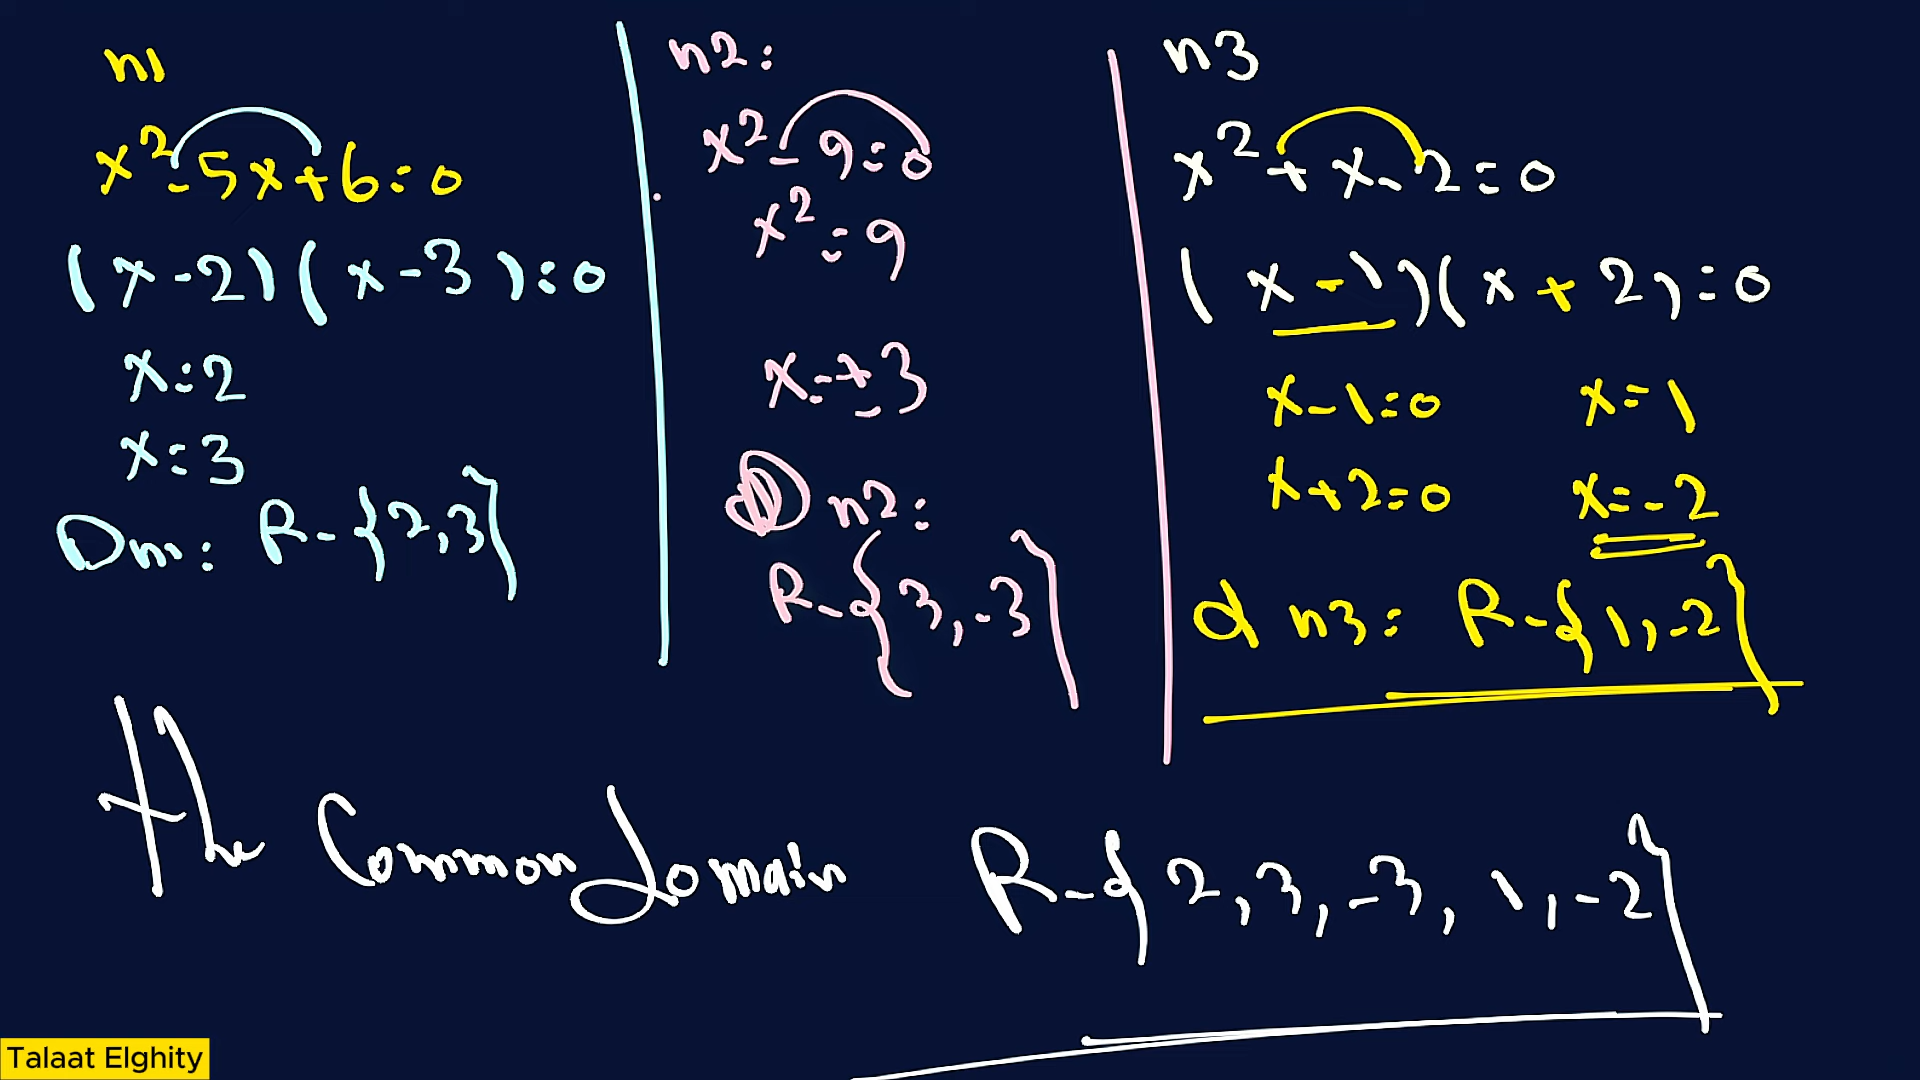 n1
x²-5x+6=0
(x-2)(x-3)=0
x=2
x=3
Dn1: R-{2,3}
n2:
x²-9=0
x²=9
x=±3
n2:
R-{3,-3}
n3
x²+x-2=0
(x-1)(x+2)=0
x-1=0 x=1
x+2=0 x=-2
d n3= R-{1,-2}
the Common domain R-{2,3,-3,1,-2}
Talaat Elghity